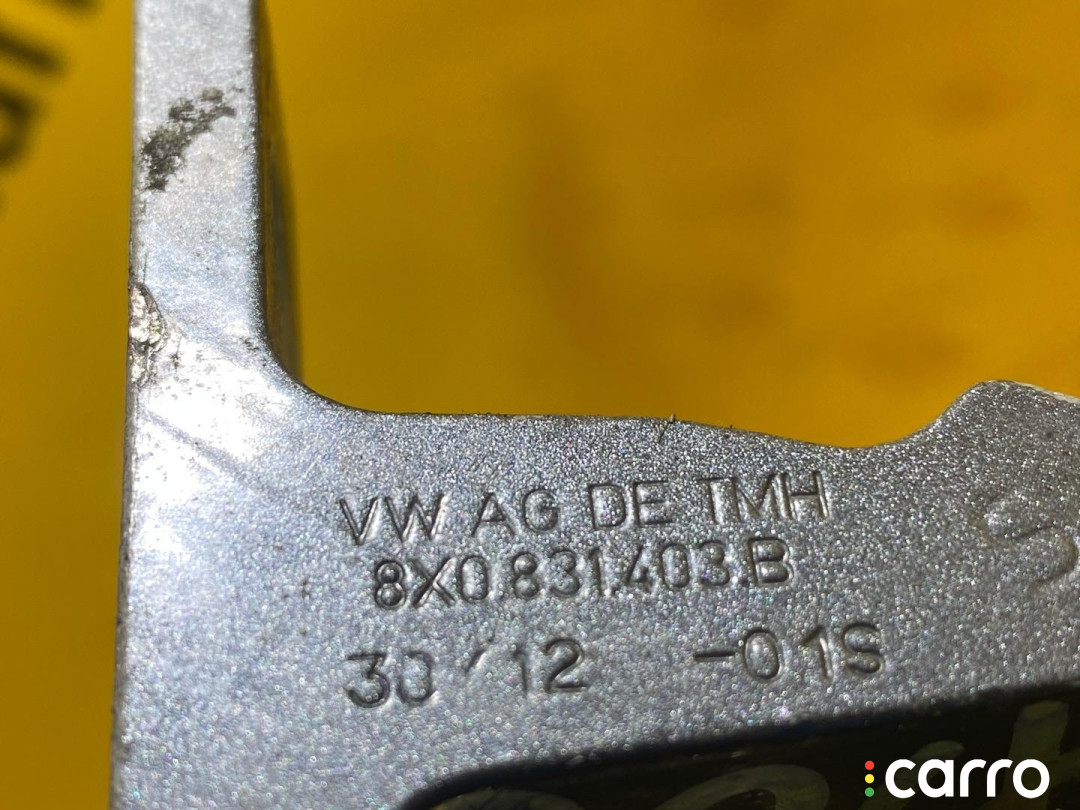 VW AG DE TMH
8X0.831.403.B
30/12 -01S
carro